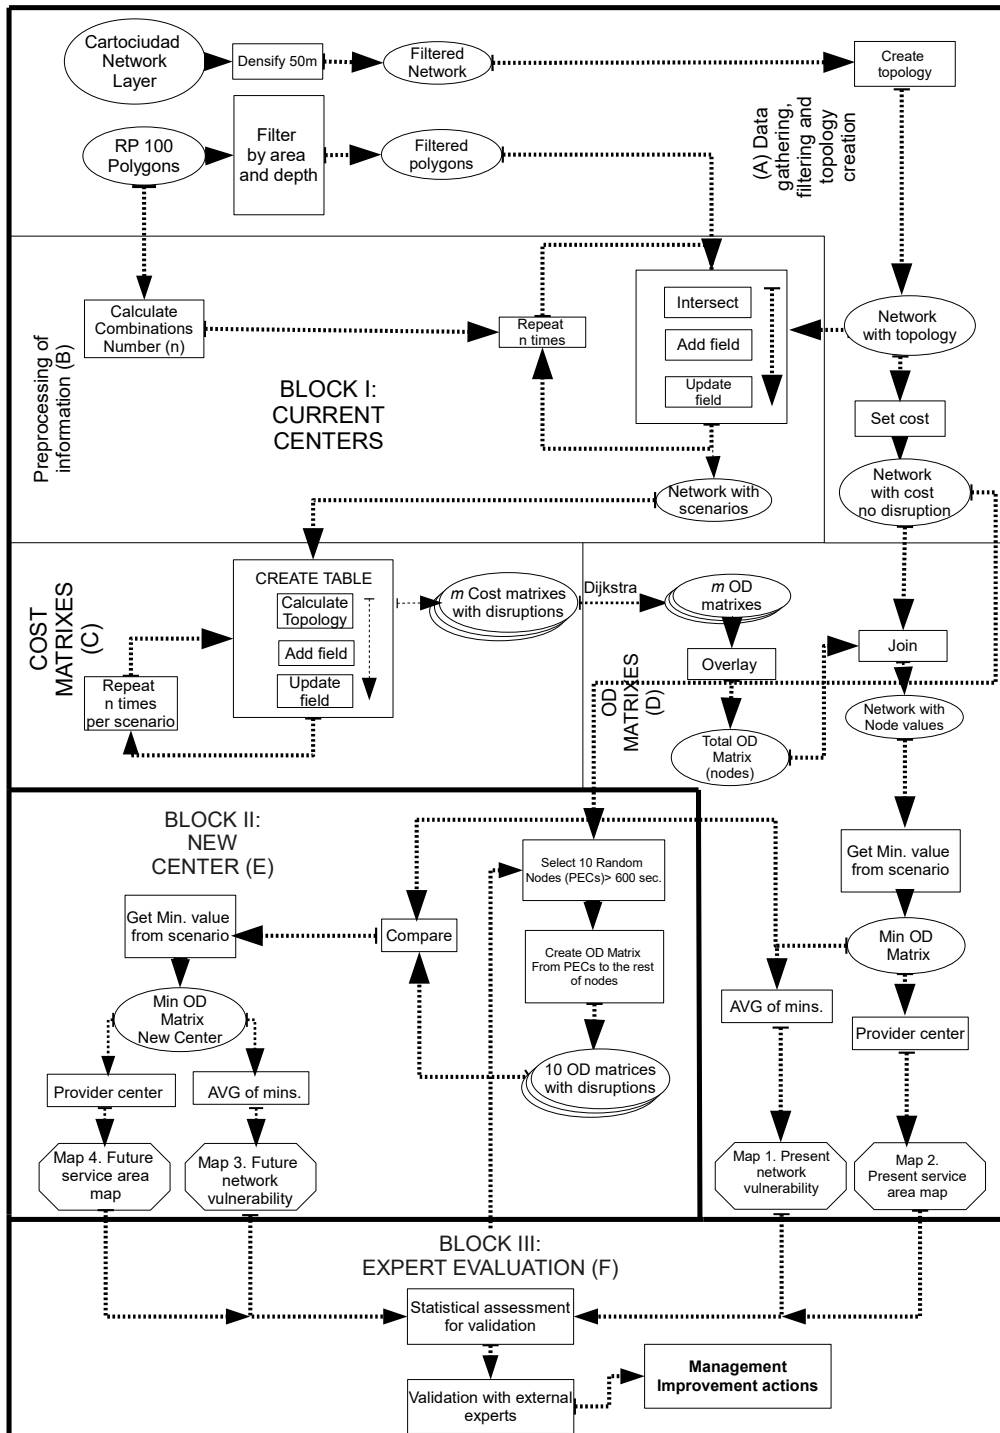 Cartociudad
Network
Layer
Densify 50m
Filtered
Network
Create
topology
RP 100
Polygons
Filter
by area
and depth
Filtered
polygons
(A) Data
gathering,
filtering and
topology
creation
Preprocessing of
information (B)
Calculate
Combinations
Number (n)
Repeat
n times
Intersect
Add field
Update
field
Network
with topology
BLOCK I:
CURRENT
CENTERS
Set cost
Network with
scenarios
Network
with cost
no disruption
COST
MATRIXES
(C)
CREATE TABLE
Calculate
Topology
Add field
Update
field
Repeat
n times
per scenario
m Cost matrixes
with disruptions
Dijkstra
m OD
matrixes
Overlay
OD
MATRIXES
(D)
Total OD
Matrix
(nodes)
Join
Network with
Node values
BLOCK II:
NEW
CENTER (E)
Select 10 Random
Nodes (PECs)> 600 sec.
Get Min. value
from scenario
Get Min. value
from scenario
Compare
Create OD Matrix
From PECs to the rest
of nodes
Min OD
Matrix
Min OD
Matrix
New Center
AVG of mins.
Provider center
Provider center
AVG of mins.
10 OD matrices
with disruptions
Map 4. Future
service area
map
Map 3. Future
network
vulnerability
Map 1. Present
network
vulnerability
Map 2.
Present service
area map
BLOCK III:
EXPERT EVALUATION (F)
Statistical assessment
for validation
Validation with external
experts
Management
Improvement actions